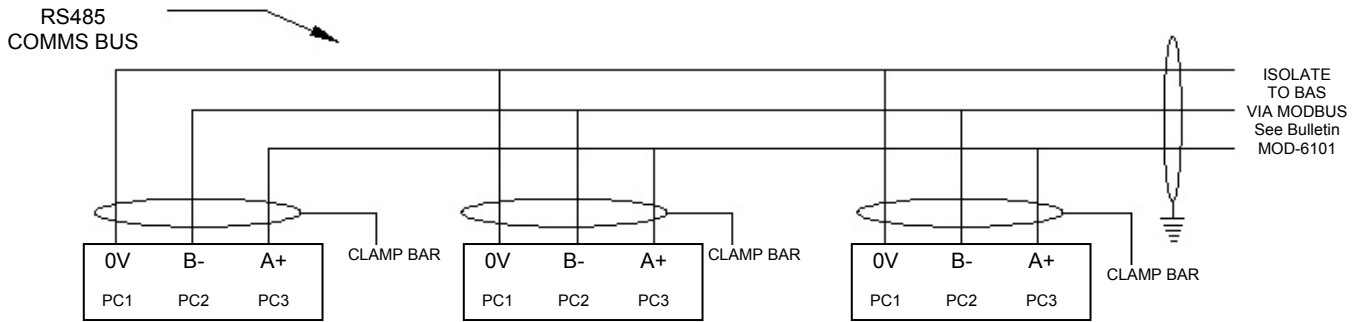 RS485
COMMS BUS
ISOLATE
TO BAS
VIA MODBUS
See Bulletin
MOD-6101
CLAMP BAR
CLAMP BAR
CLAMP BAR
0V B- A+
PC1 PC2 PC3
0V B- A+
PC1 PC2 PC3
0V B- A+
PC1 PC2 PC3